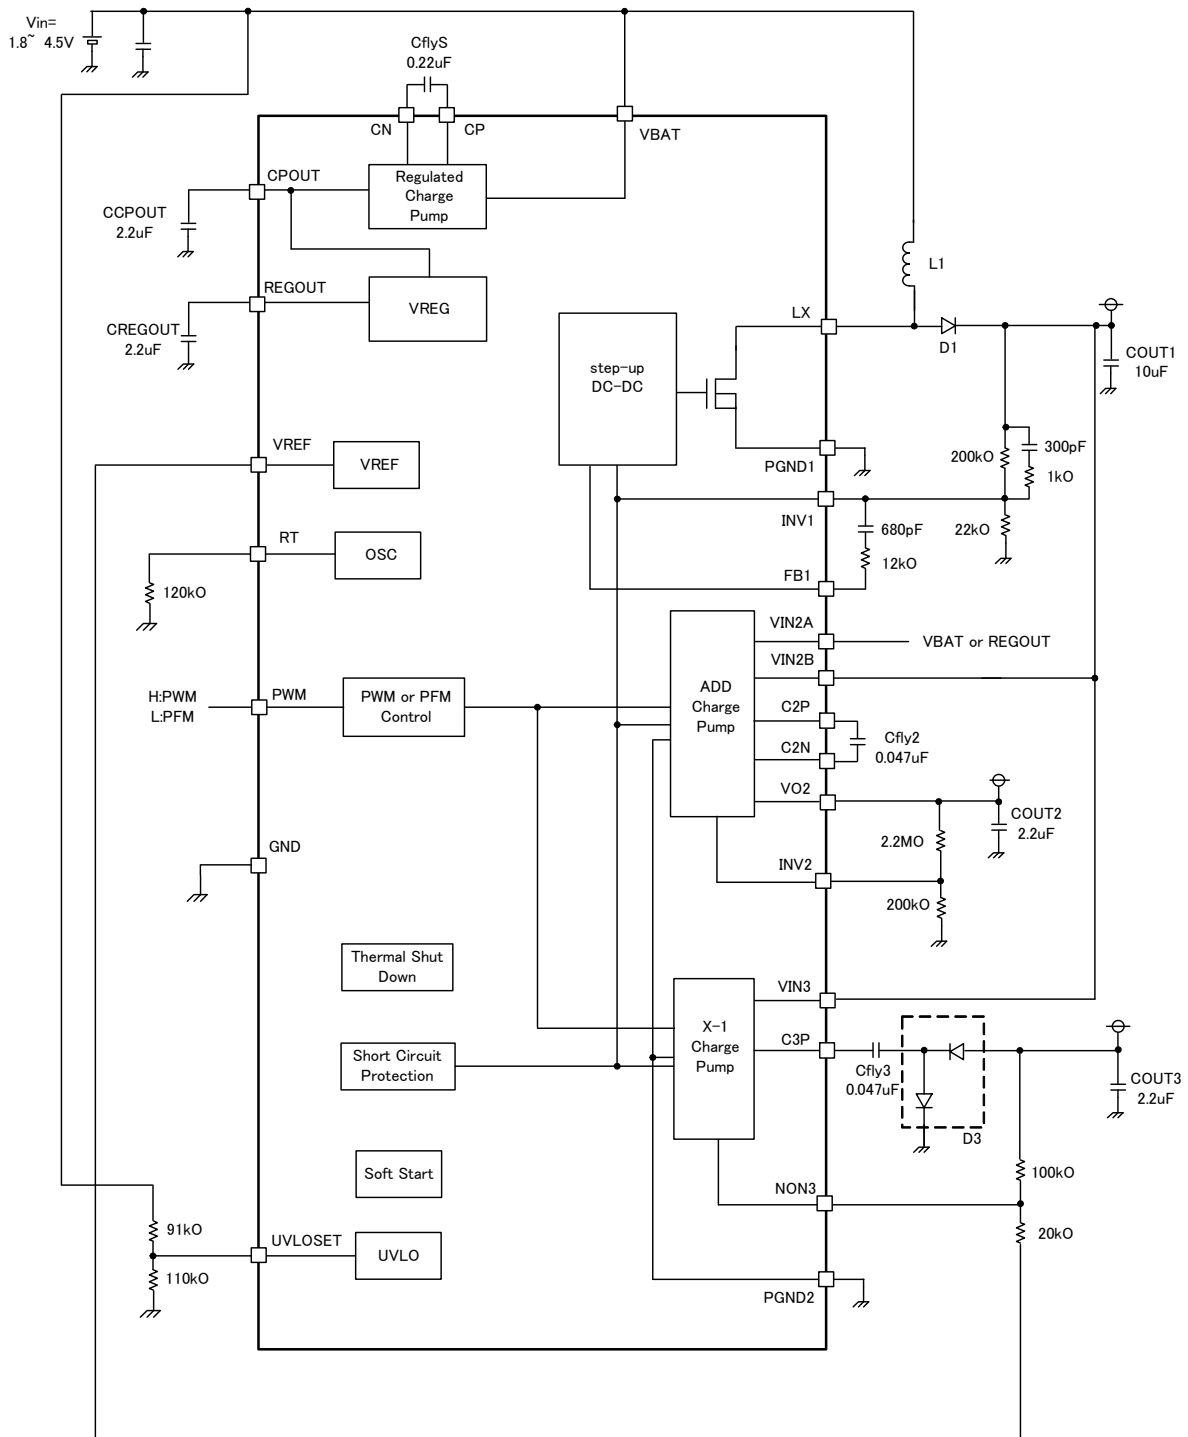 Vin=
1.8~ 4.5V
CflyS
0.22uF
CN
CP
VBAT
CPOUT
Regulated
Charge
Pump
CCPOUT
2.2uF
REGOUT
VREG
CREGOUT
2.2uF
L1
LX
D1
COUT1
10uF
step-up
DC-DC
VREF
VREF
PGND1
200kO
300pF
1kO
INV1
680pF
22kO
12kO
FB1
RT
OSC
120kO
VIN2A
VBAT or REGOUT
VIN2B
ADD
Charge
Pump
C2P
C2N
Cfly2
0.047uF
VO2
H:PWM
L:PFM
PWM
PWM or PFM
Control
COUT2
2.2uF
2.2MO
INV2
200kO
GND
Thermal Shut
Down
VIN3
X-1
Charge
Pump
C3P
Short Circuit
Protection
Cfly3
0.047uF
D3
COUT3
2.2uF
Soft Start
NON3
100kO
20kO
91kO
UVLOSET
UVLO
110kO
PGND2